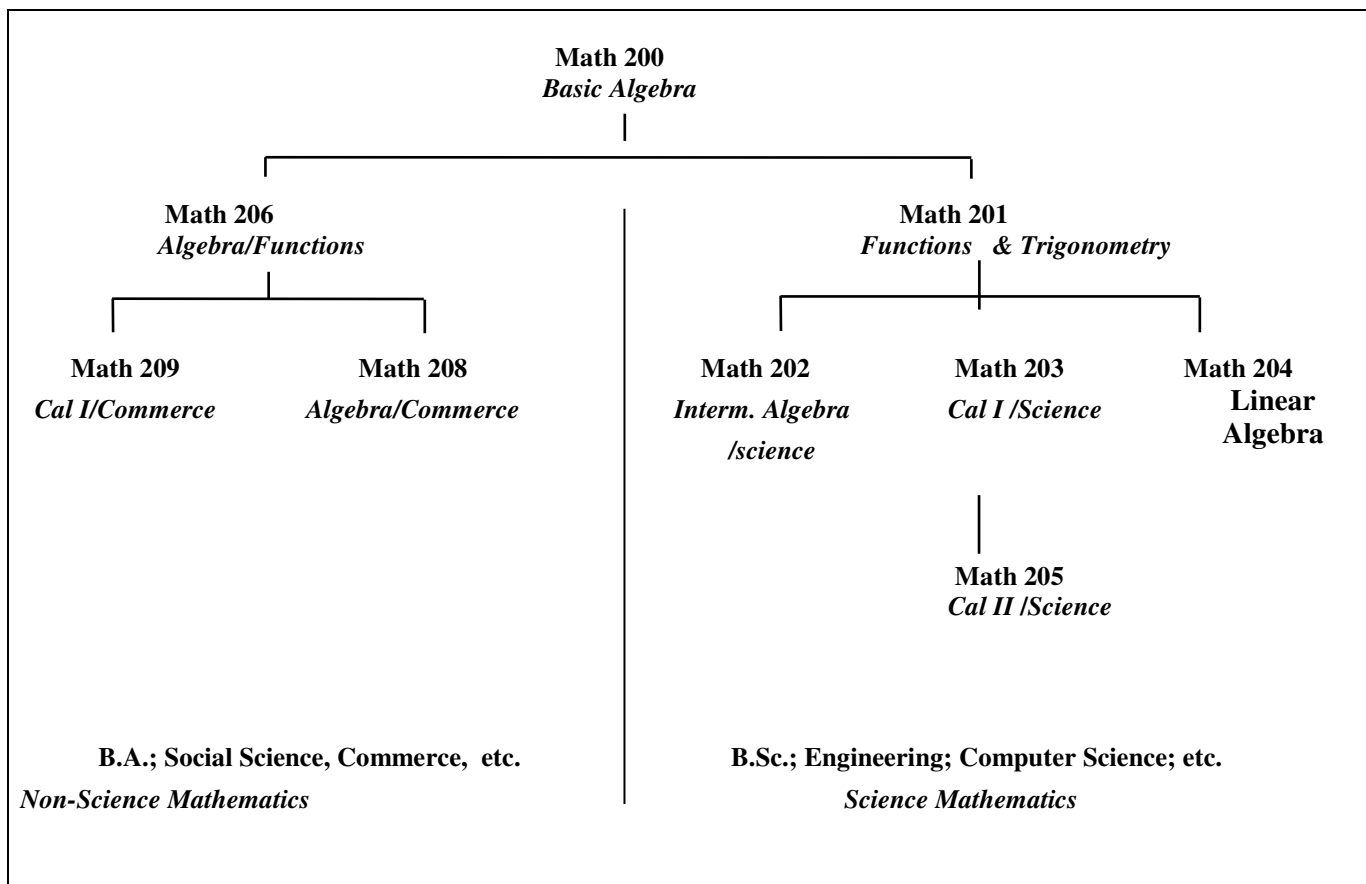 Math 200
Basic Algebra
Math 206
Algebra/Functions
Math 201
Functions & Trigonometry
Math 209
Cal I/Commerce
Math 208
Algebra/Commerce
Math 202
Interm. Algebra
/science
Math 203
Cal I /Science
Math 204
Linear
Algebra
Math 205
Cal II /Science
B.A.; Social Science, Commerce, etc.
Non-Science Mathematics
B.Sc.; Engineering; Computer Science; etc.
Science Mathematics